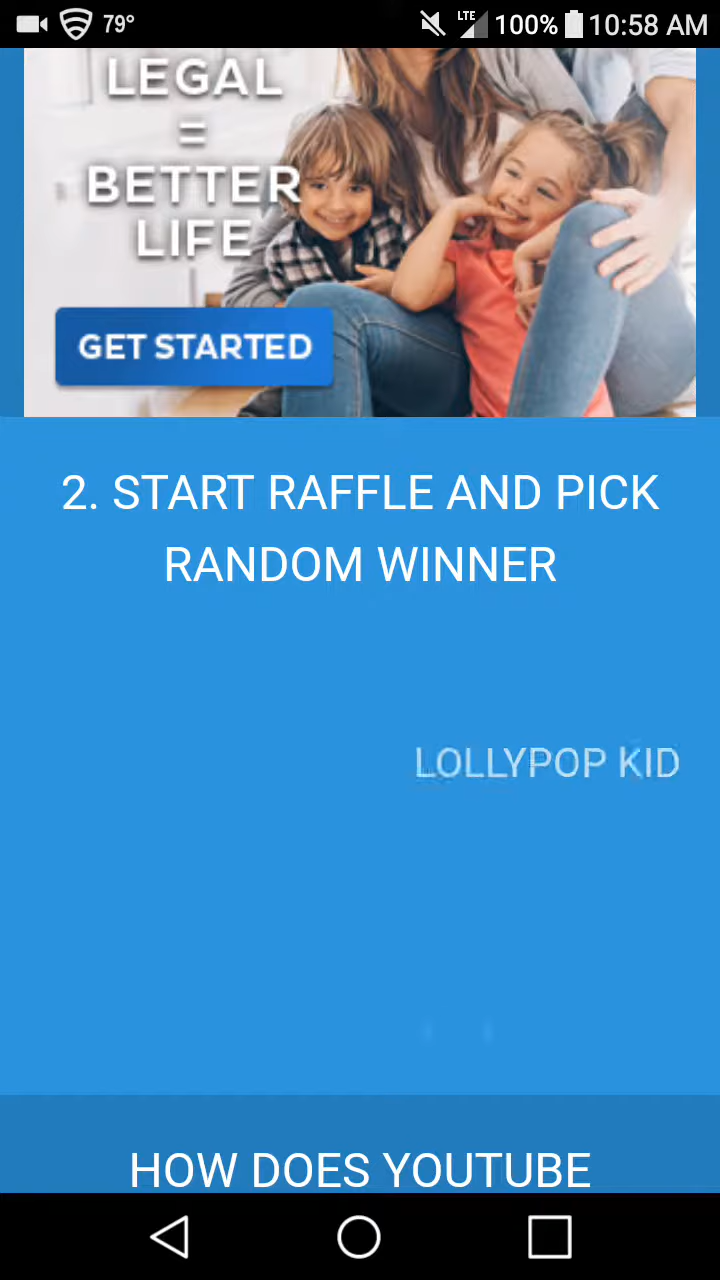 79°
LTE
100%
10:58 AM
LEGAL
=
BETTER
LIFE
GET STARTED
2. START RAFFLE AND PICK
RANDOM WINNER
LOLLYPOP KID
HOW DOES YOUTUBE